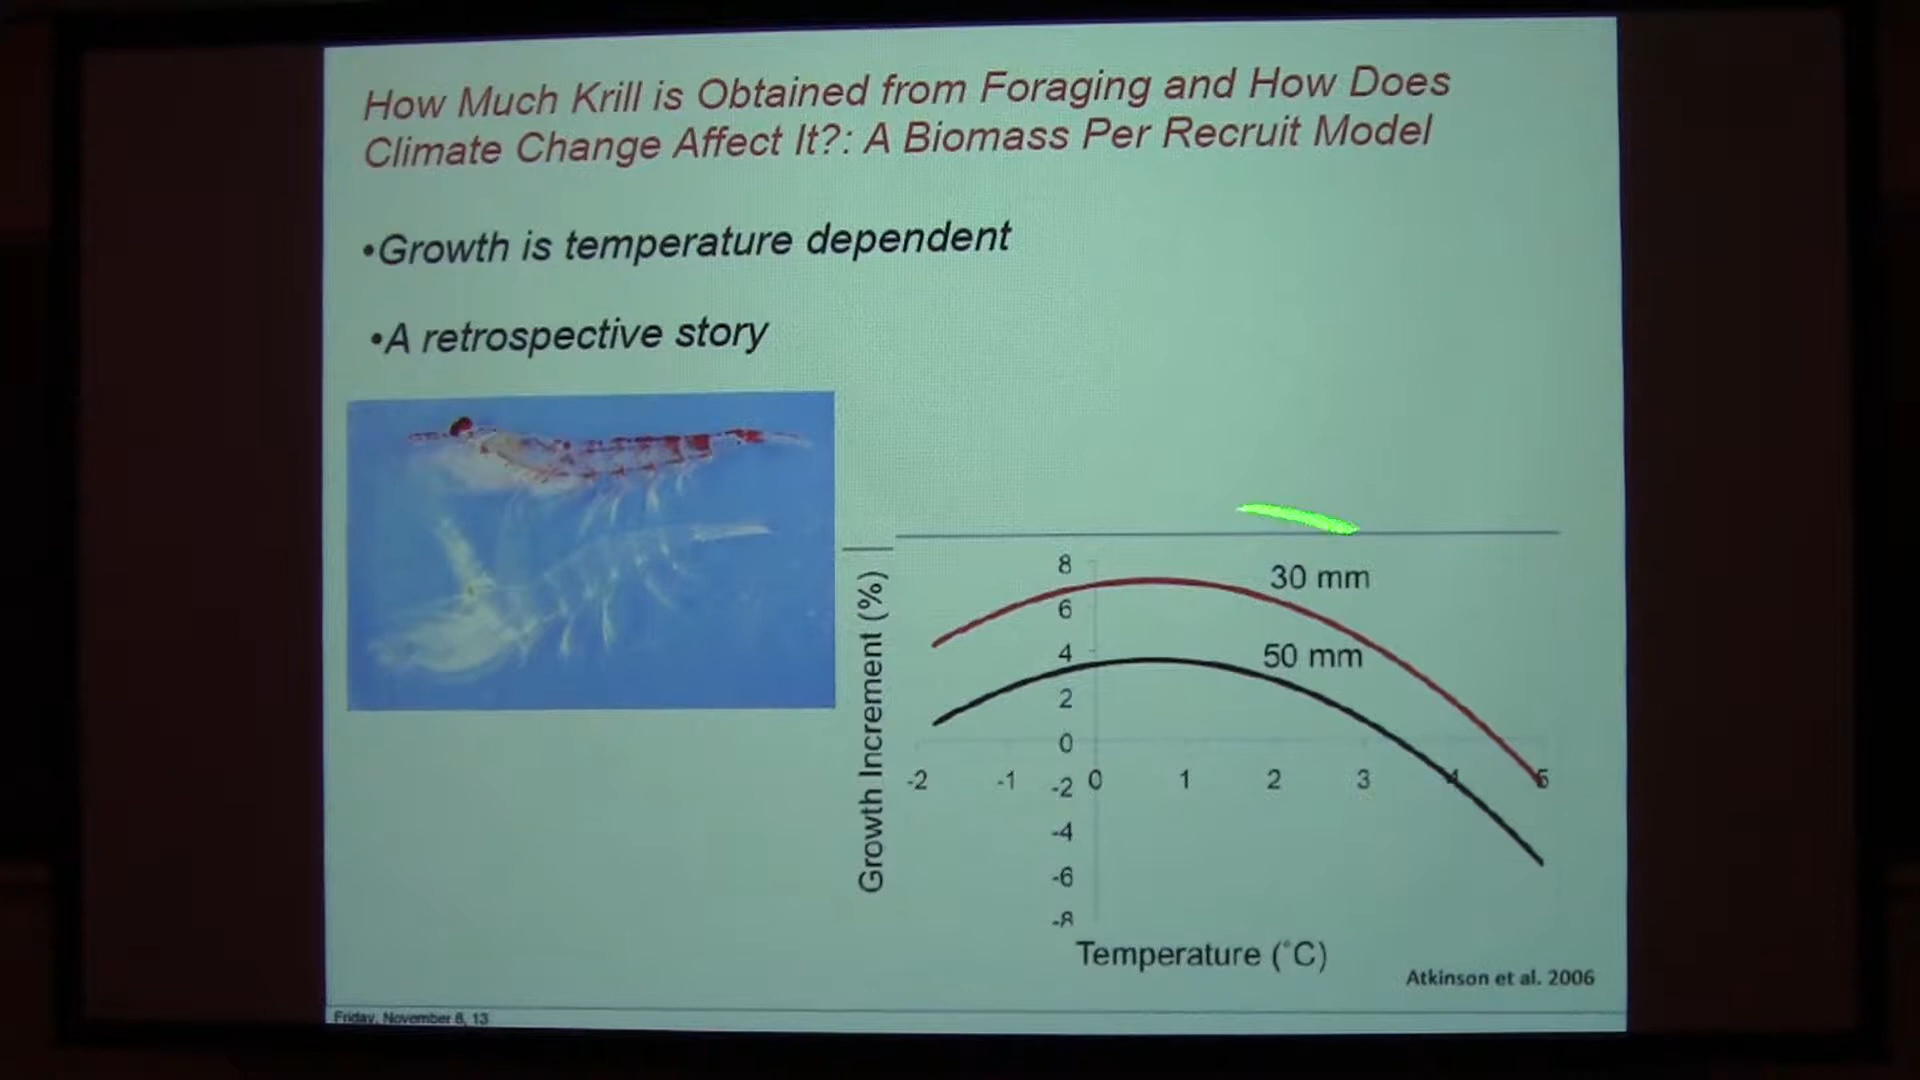 How Much Krill is Obtained from Foraging and How Does
Climate Change Affect It?: A Biomass Per Recruit Model
•Growth is temperature dependent
•A retrospective story
Growth Increment (%)
8
6
4
2
0
-2
-4
-6
-8
30 mm
50 mm
-2 -1 0 1 2 3 4 5
Temperature (°C)
Atkinson et al. 2006
Friday, November 8, 13